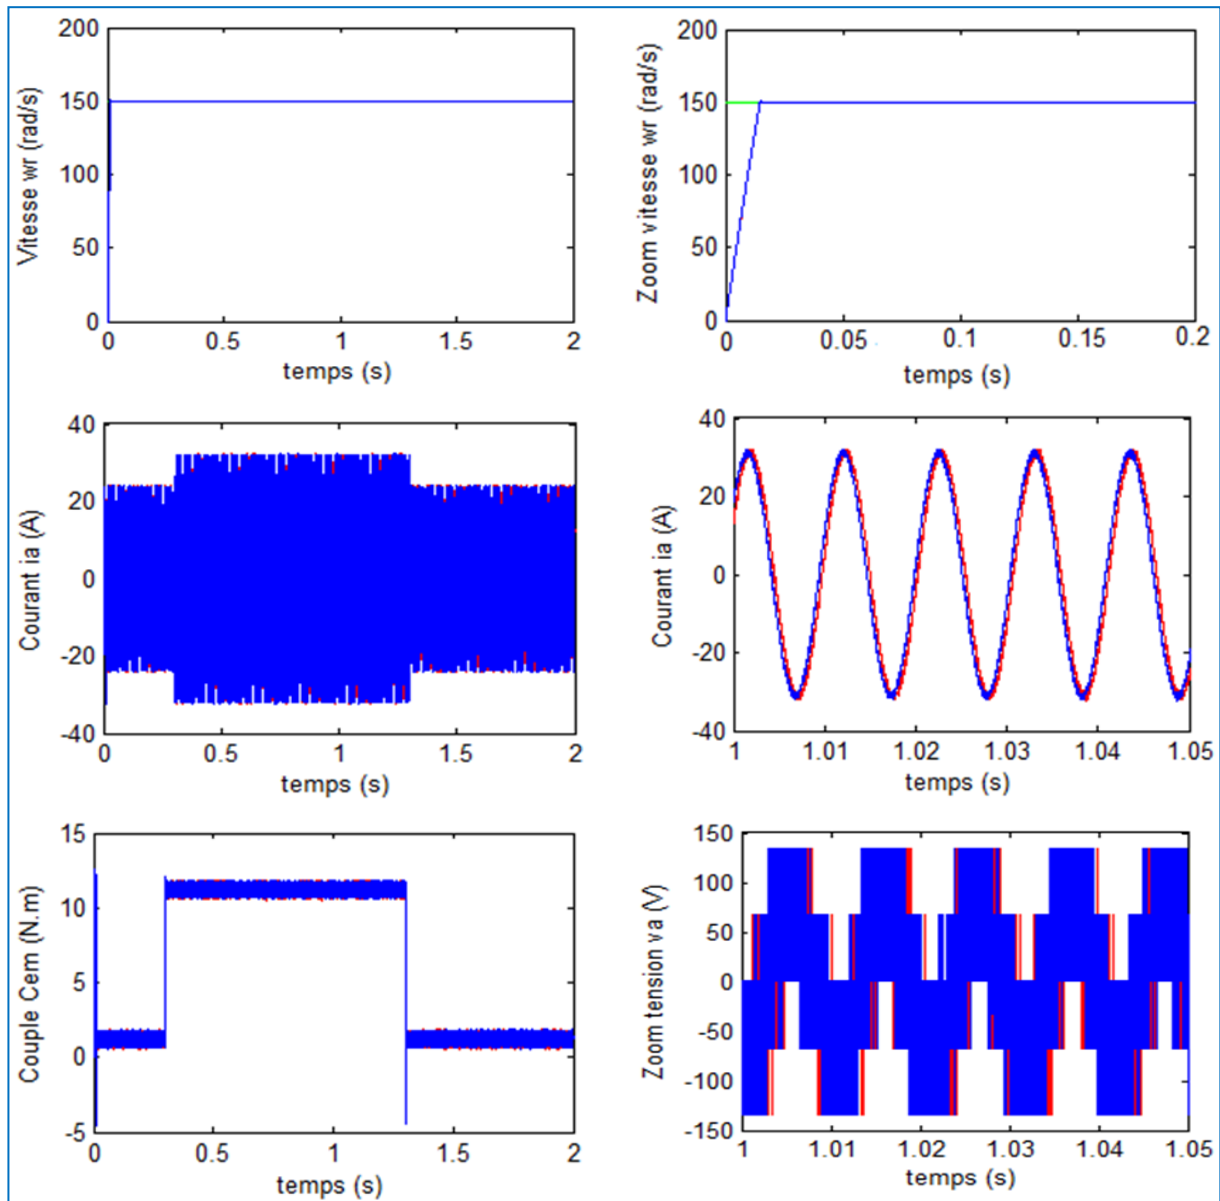 200
150
100
50
0
Vitesse wr (rad/s)
0 0.5 1 1.5 2
temps (s)
200
150
100
50
0
Zoom vitesse wr (rad/s)
0 0.05 0.1 0.15 0.2
temps (s)
40
20
0
-20
-40
Courant ia (A)
0 0.5 1 1.5 2
temps (s)
40
20
0
-20
-40
Courant ia (A)
1 1.01 1.02 1.03 1.04 1.05
temps (s)
15
10
5
0
-5
Couple Cem (N.m)
0 0.5 1 1.5 2
temps (s)
150
100
50
0
-50
-100
-150
Zoom tension va (V)
1 1.01 1.02 1.03 1.04 1.05
temps (s)